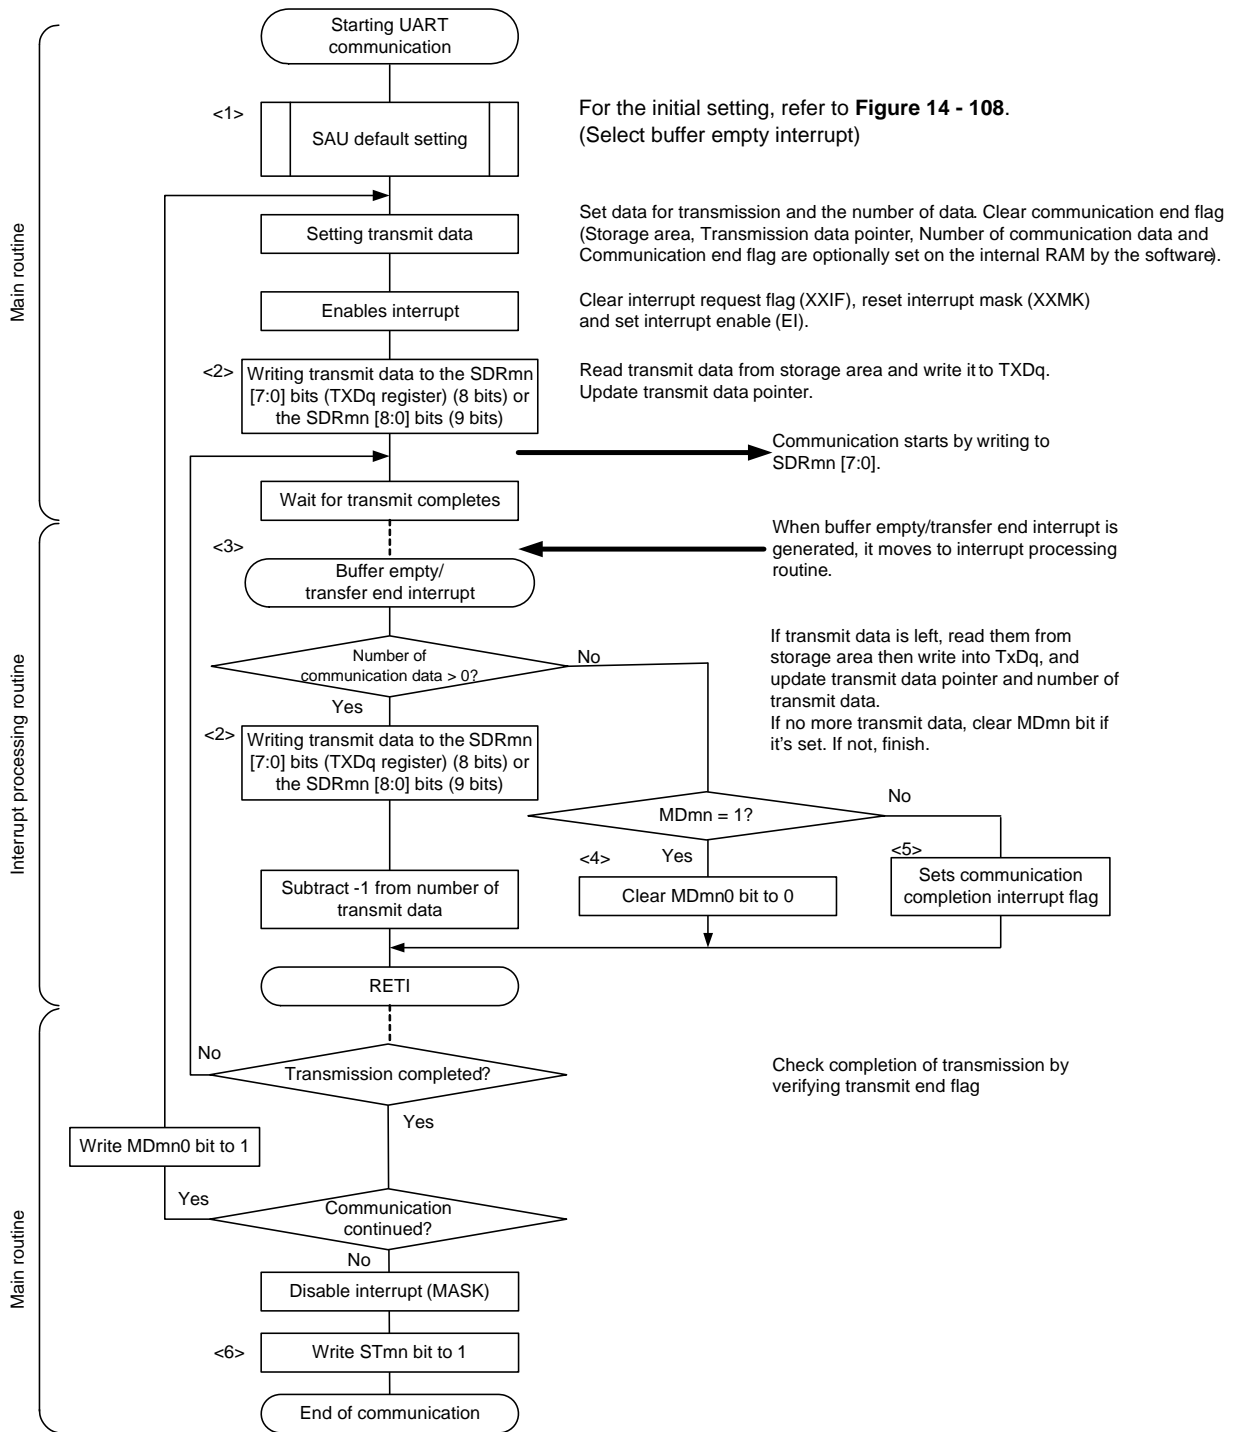 Starting UART
communication
<1>
SAU default setting
For the initial setting, refer to Figure 14 - 108.
(Select buffer empty interrupt)
Main routine
Setting transmit data
Set data for transmission and the number of data. Clear communication end flag
(Storage area, Transmission data pointer, Number of communication data and
Communication end flag are optionally set on the internal RAM by the software).
Enables interrupt
Clear interrupt request flag (XXIF), reset interrupt mask (XXMK)
and set interrupt enable (EI).
<2>
Writing transmit data to the SDRmn
[7:0] bits (TXDq register) (8 bits) or
the SDRmn [8:0] bits (9 bits)
Read transmit data from storage area and write it to TXDq.
Update transmit data pointer.
Communication starts by writing to
SDRmn [7:0].
Wait for transmit completes
<3>
When buffer empty/transfer end interrupt is
generated, it moves to interrupt processing
routine.
Buffer empty/
transfer end interrupt
Interrupt processing routine
Number of
communication data > 0?
No
Yes
If transmit data is left, read them from
storage area then write into TxDq, and
update transmit data pointer and number of
transmit data.
If no more transmit data, clear MDmn bit if
it's set. If not, finish.
<2>
Writing transmit data to the SDRmn
[7:0] bits (TXDq register) (8 bits) or
the SDRmn [8:0] bits (9 bits)
MDmn = 1?
No
<4>
Yes
<5>
Subtract -1 from number of
transmit data
Clear MDmn0 bit to 0
Sets communication
completion interrupt flag
RETI
No
Transmission completed?
Check completion of transmission by
verifying transmit end flag
Yes
Write MDmn0 bit to 1
Main routine
Yes
Communication
continued?
No
Disable interrupt (MASK)
<6>
Write STmn bit to 1
End of communication